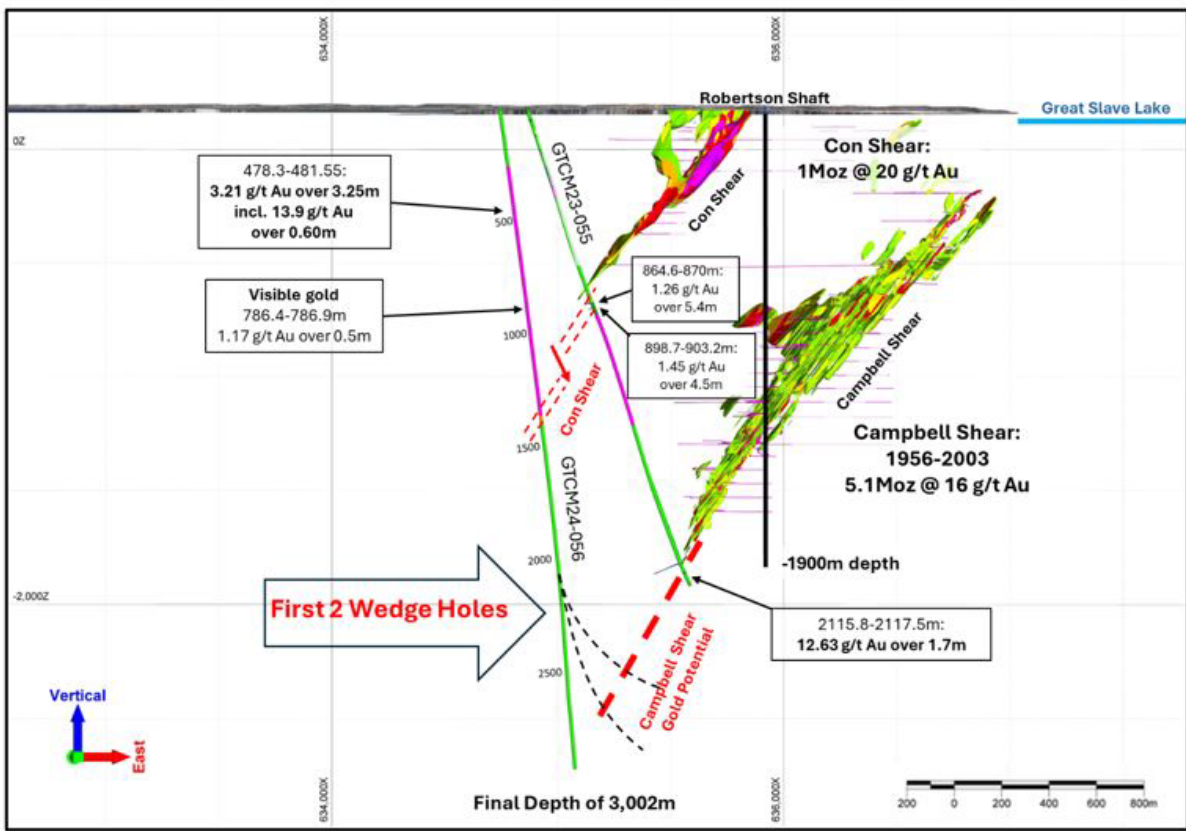 634,000X
636,000X
Robertson Shaft
Great Slave Lake
0Z
Con Shear:
1Moz @ 20 g/t Au
478.3-481.55:
3.21 g/t Au over 3.25m
incl. 13.9 g/t Au
over 0.60m
GTCM23-055
Con Shear
500
Visible gold
786.4-786.9m
1.17 g/t Au over 0.5m
864.6-870m:
1.26 g/t Au
over 5.4m
1000
898.7-903.2m:
1.45 g/t Au
over 4.5m
Campbell Shear
Con Shear
1500
Campbell Shear:
1956-2003
5.1Moz @ 16 g/t Au
GTCM24-056
2000
-1900m depth
-2,000Z
First 2 Wedge Holes
2115.8-2117.5m:
12.63 g/t Au over 1.7m
2500
Campbell Shear
Gold Potential
Vertical
East
634,000X
636,000X
Final Depth of 3,002m
200 0 200 400 600 800m